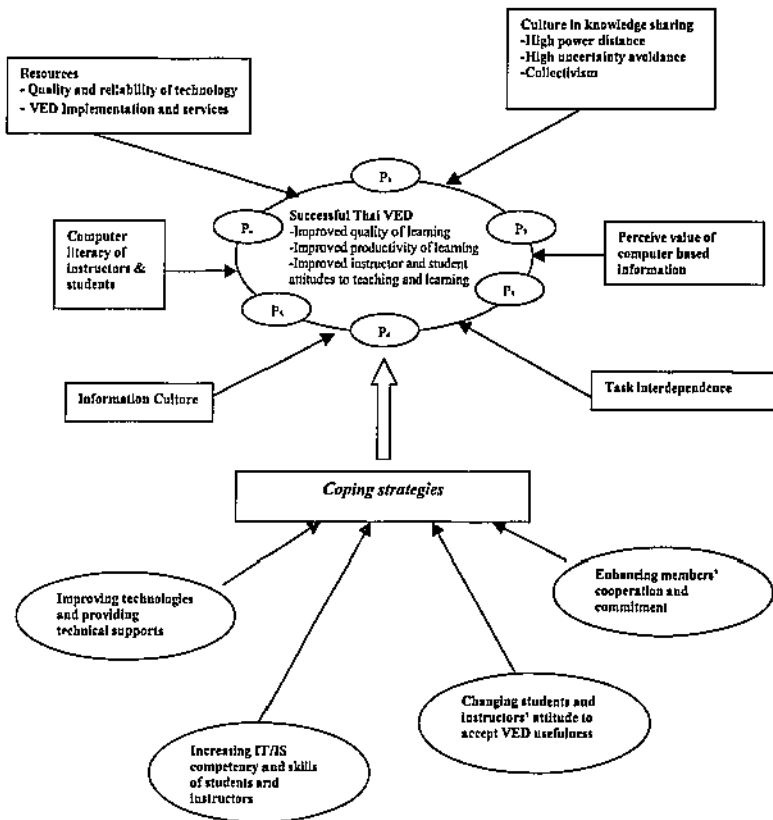 Culture in knowledge sharing
-High power distance
-High uncertainty avoidance
-Collectivism
Resources
- Quality and reliability of technology
- VED Implementation and services
Successful Thai VED
-Improved quality of learning
-Improved productivity of learning
-Improved instructor and student
attitudes to teaching and learning
Computer
literacy of
instructors &
students
Perceive value of
computer based
information
Information Culture
Task Interdependence
Coping strategies
Improving technologies
and providing
technical supports
Enhancing members'
cooperation and
commitment
Changing students and
instructors' attitude to
accept VED usefulness
Increasing IT/IS
competency and skills
of students and
instructors